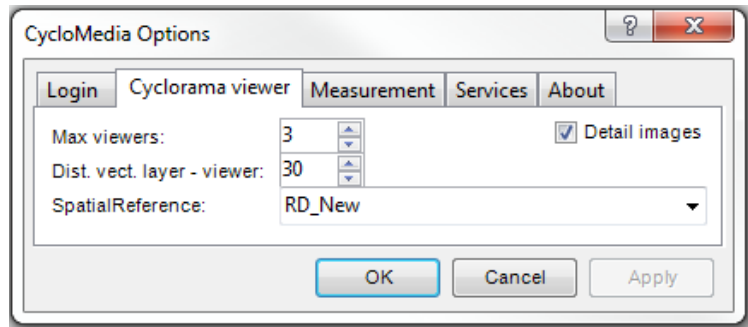 CycloMedia Options
Login Cyclorama viewer Measurement Services About
Max viewers: 3 Detail images
Dist. vect. layer - viewer: 30
SpatialReference: RD_New
OK Cancel Apply